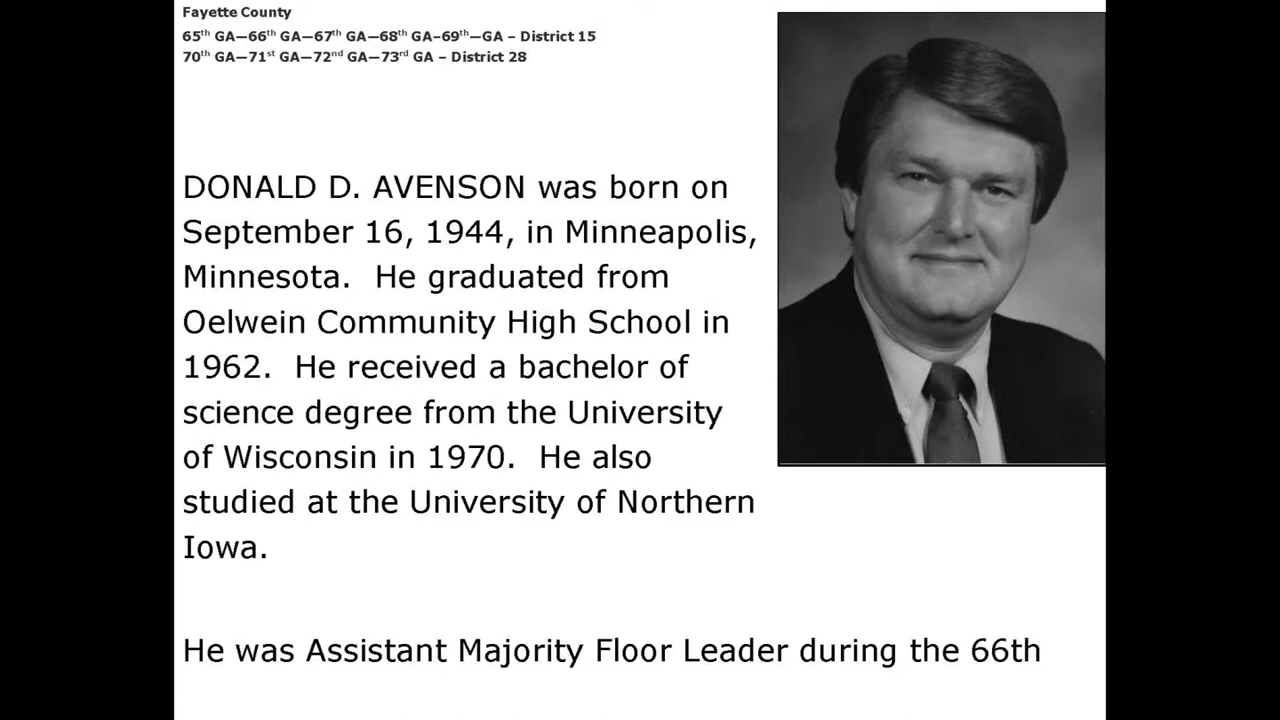 Fayette County
65th GA—66th GA—67th GA—68th GA–69th—GA – District 15
70th GA—71st GA—72nd GA—73rd GA – District 28
DONALD D. AVENSON was born on
September 16, 1944, in Minneapolis,
Minnesota. He graduated from
Oelwein Community High School in
1962. He received a bachelor of
science degree from the University
of Wisconsin in 1970. He also
studied at the University of Northern
Iowa.
He was Assistant Majority Floor Leader during the 66th